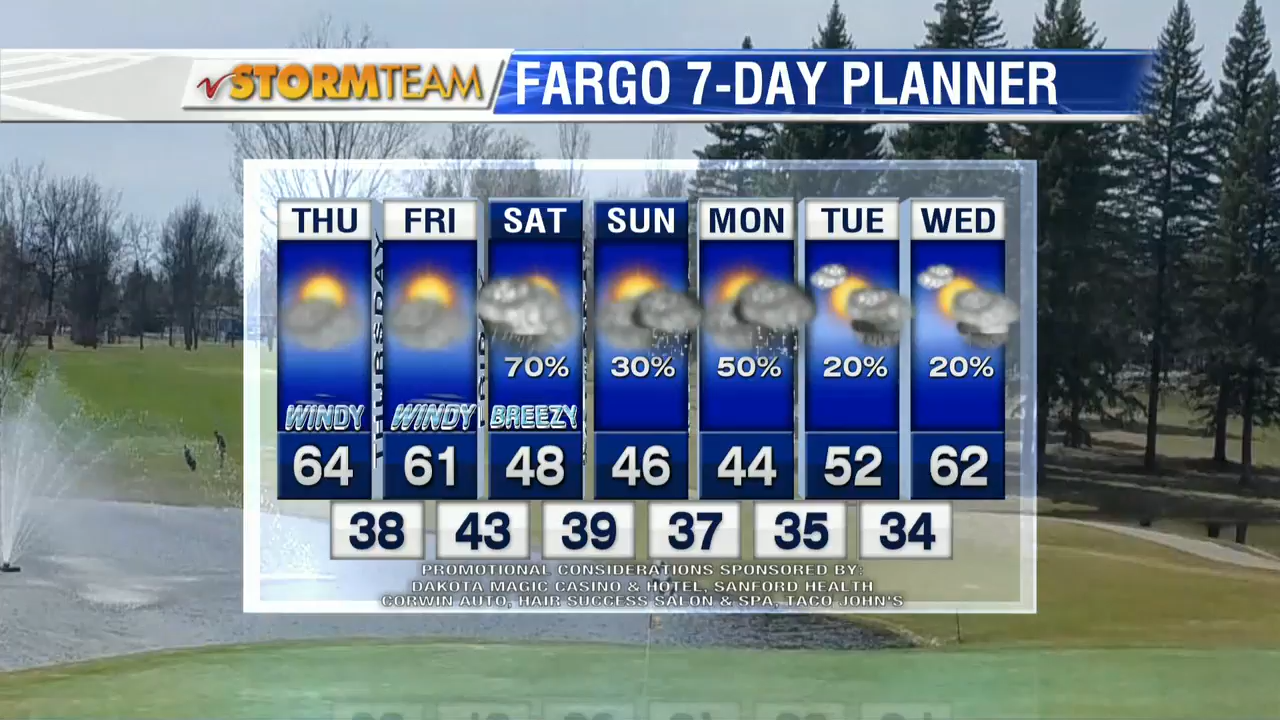 STORMTEAM FARGO 7-DAY PLANNER
THU FRI SAT SUN MON TUE WED
THURSDAY
70% 30% 50% 20% 20%
WINDY WINDY BREEZY
64 61 48 46 44 52 62
38 43 39 37 35 34
PROMOTIONAL CONSIDERATIONS SPONSORED BY:
DAKOTA MAGIC CASINO & HOTEL, SANFORD HEALTH
CORWIN AUTO, HAIR SUCCESS SALON & SPA, TACO JOHN'S